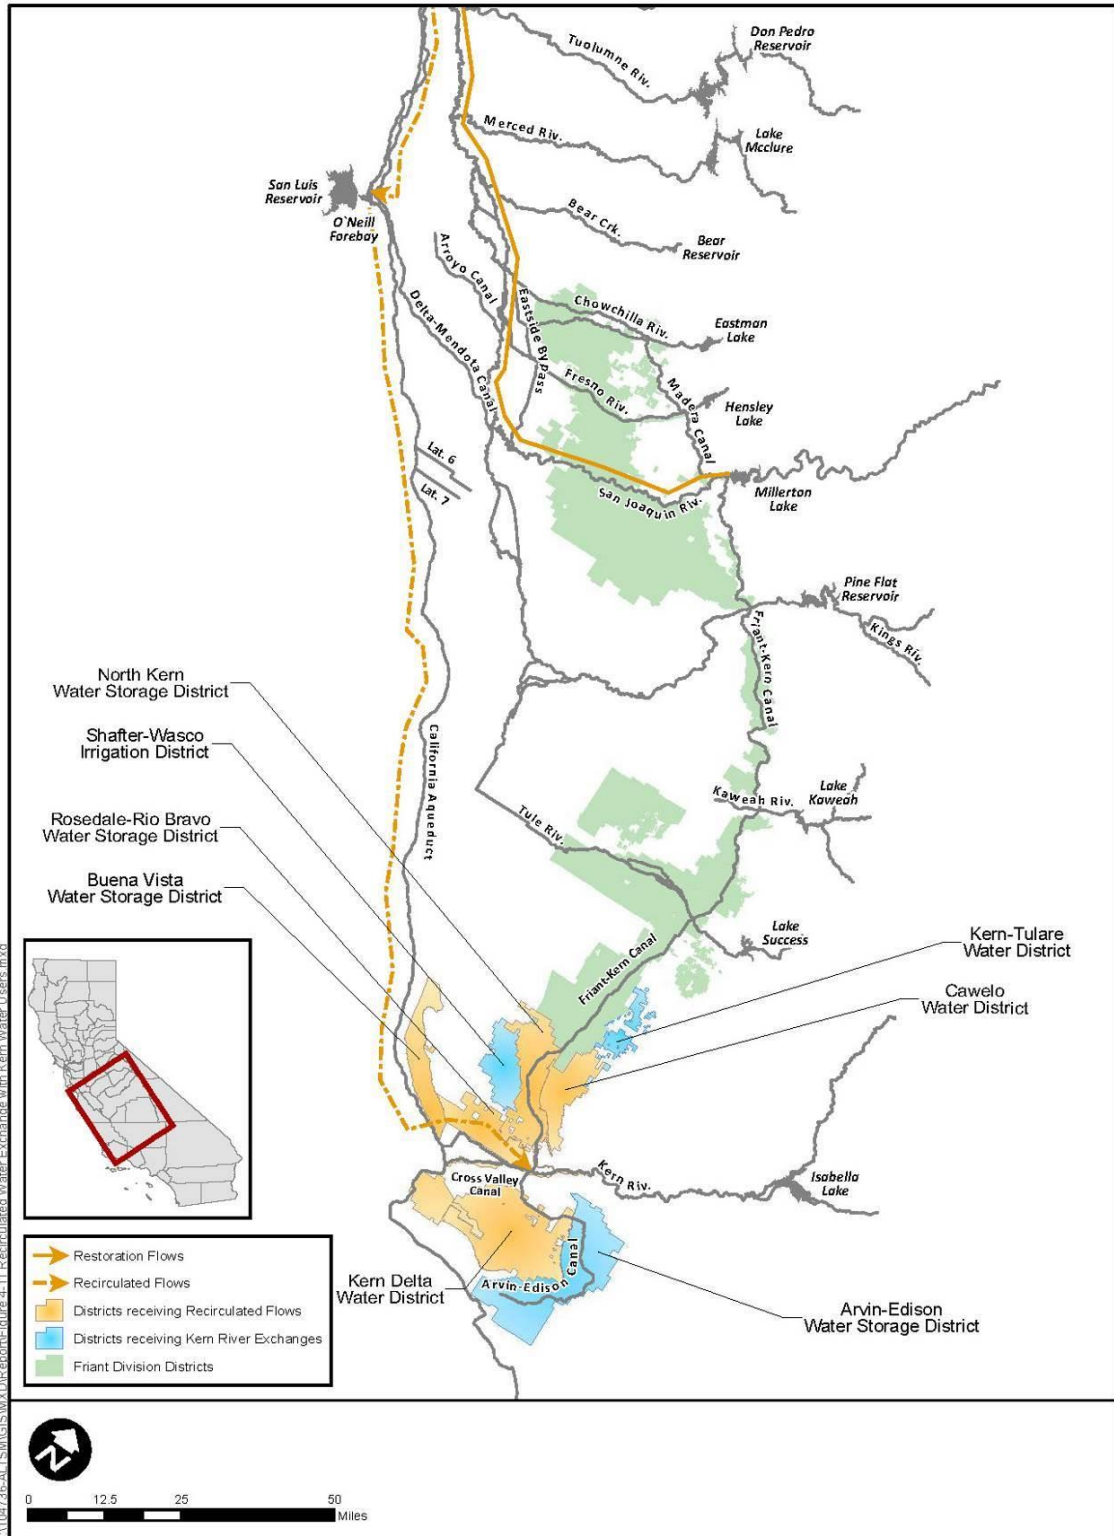 Tuolumne Riv.
Don Pedro
Reservoir
Merced Riv.
Lake
Mcclure
San Luis
Reservoir
O`Neill
Forebay
Bear Crk.
Bear
Reservoir
Arroyo Canal
Delta-Mendota Canal
Eastside Bypass
Chowchilla Riv.
Eastman
Lake
Fresno Riv.
Madera Canal
Hensley
Lake
Lat. 6
Lat. 7
San Joaquin Riv.
Millerton
Lake
Pine Flat
Reservoir
Kings Riv.
Friant-Kern Canal
North Kern
Water Storage District
Shafter-Wasco
Irrigation District
California Aqueduct
Kaweah Riv.
Lake
Kaweah
Rosedale-Rio Bravo
Water Storage District
Tule Riv.
Buena Vista
Water Storage District
Lake
Success
Friant-Kern Canal
Kern-Tulare
Water District
Cawelo
Water District
Kern Riv.
Isabella
Lake
Cross Valley
Canal
Arvin-Edison Canal
Kern Delta
Water District
Arvin-Edison
Water Storage District
Restoration Flows
Recirculated Flows
Districts receiving Recirculated Flows
Districts receiving Kern River Exchanges
Friant Division Districts
N
0 12.5 25 50
Miles